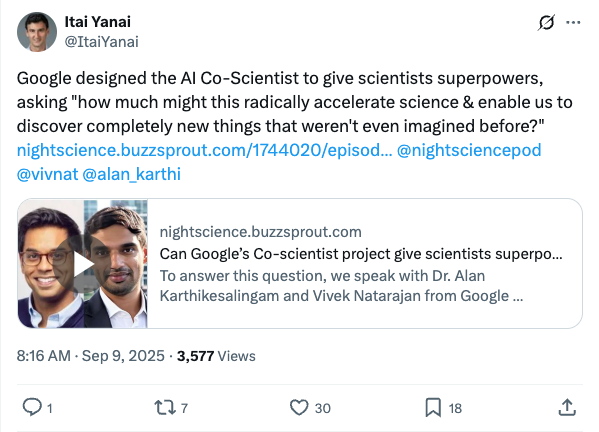 Itai Yanai
@ItaiYanai
Google designed the AI Co-Scientist to give scientists superpowers,
asking "how much might this radically accelerate science & enable us to
discover completely new things that weren't even imagined before?"
nightscience.buzzsprout.com/1744020/episod... @nightsciencepod
@vivnat @alan_karthi
nightscience.buzzsprout.com
Can Google’s Co-scientist project give scientists superpo...
To answer this question, we speak with Dr. Alan
Karthikesalingam and Vivek Natarajan from Google ...
8:16 AM · Sep 9, 2025 · 3,577 Views
1 7 30 18